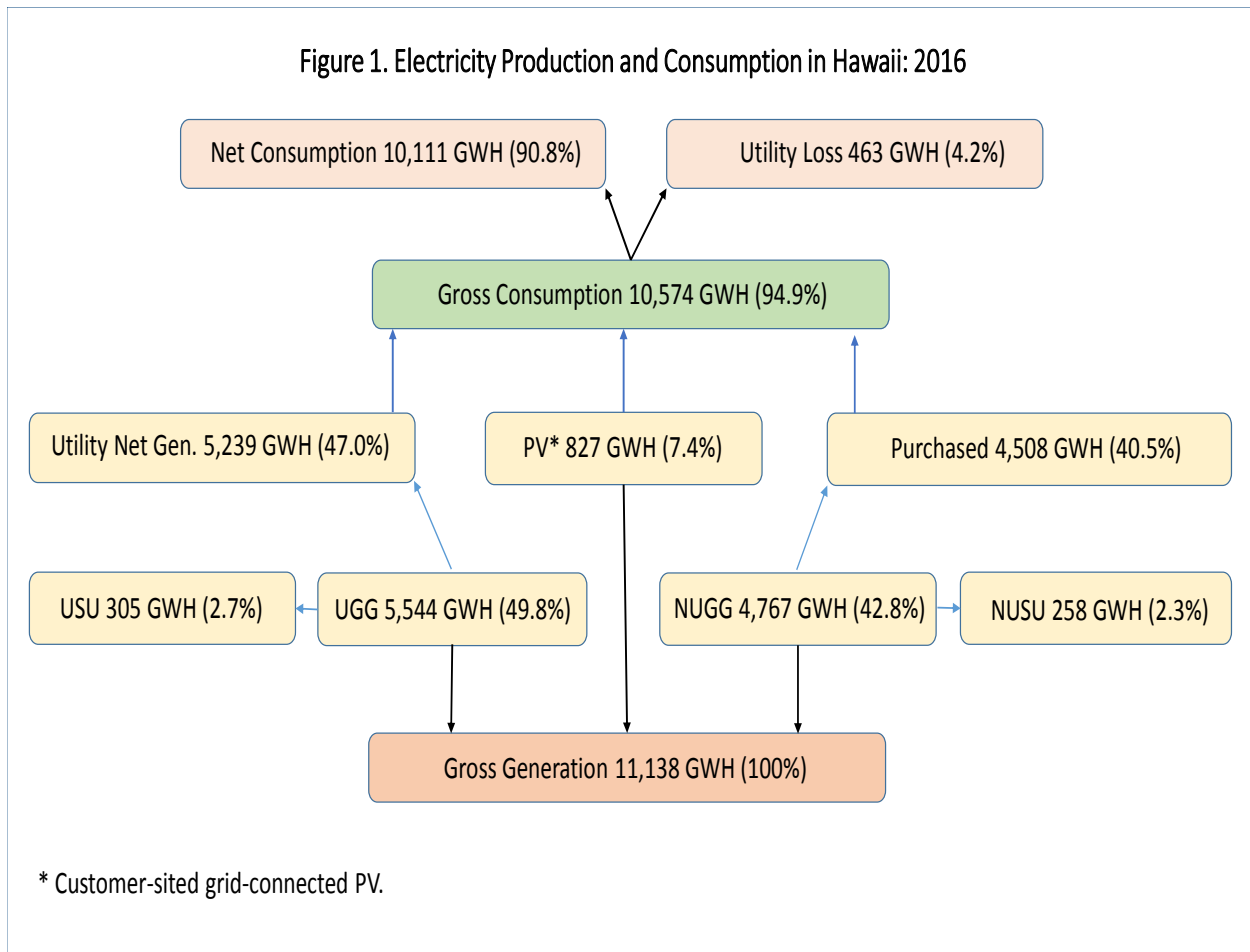 Figure 1. Electricity Production and Consumption in Hawaii: 2016
Net Consumption 10,111 GWH (90.8%)
Utility Loss 463 GWH (4.2%)
Gross Consumption 10,574 GWH (94.9%)
Utility Net Gen. 5,239 GWH (47.0%)
PV* 827 GWH (7.4%)
Purchased 4,508 GWH (40.5%)
USU 305 GWH (2.7%)
UGG 5,544 GWH (49.8%)
NUGG 4,767 GWH (42.8%)
NUSU 258 GWH (2.3%)
Gross Generation 11,138 GWH (100%)
* Customer-sited grid-connected PV.